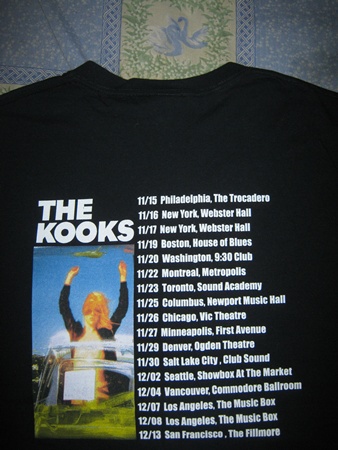 THE
KOOKS
11/15 Philadelphia, The Trocadero
11/16 New York, Webster Hall
11/17 New York, Webster Hall
11/19 Boston, House of Blues
11/20 Washington, 9:30 Club
11/22 Montreal, Metropolis
11/23 Toronto, Sound Academy
11/25 Columbus, Newport Music Hall
11/26 Chicago, Vic Theatre
11/27 Minneapolis, First Avenue
11/29 Denver, Ogden Theatre
11/30 Salt Lake City , Club Sound
12/02 Seattle, Showbox At The Market
12/04 Vancouver, Commodore Ballroom
12/07 Los Angeles, The Music Box
12/08 Los Angeles, The Music Box
12/13 San Francisco , The Fillmore